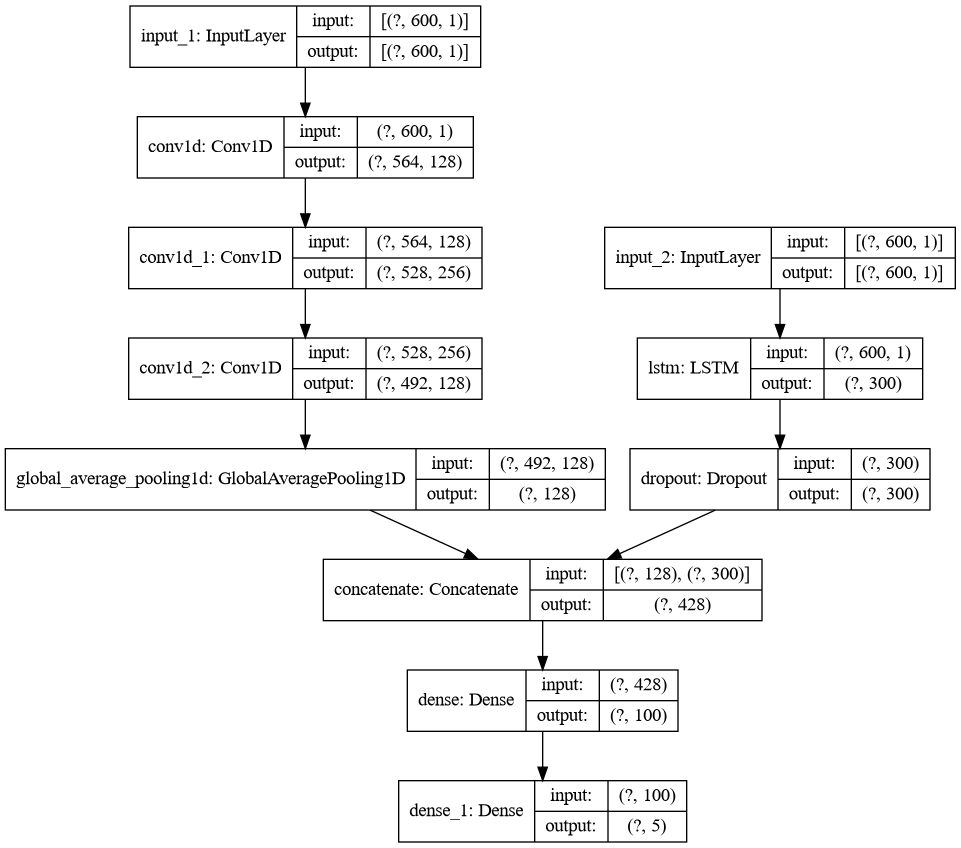 input_1: InputLayer
input: [(?, 600, 1)]
output: [(?, 600, 1)]
conv1d: Conv1D
input: (?, 600, 1)
output: (?, 564, 128)
conv1d_1: Conv1D
input: (?, 564, 128)
output: (?, 528, 256)
input_2: InputLayer
input: [(?, 600, 1)]
output: [(?, 600, 1)]
conv1d_2: Conv1D
input: (?, 528, 256)
output: (?, 492, 128)
lstm: LSTM
input: (?, 600, 1)
output: (?, 300)
global_average_pooling1d: GlobalAveragePooling1D
input: (?, 492, 128)
output: (?, 128)
dropout: Dropout
input: (?, 300)
output: (?, 300)
concatenate: Concatenate
input: [(?, 128), (?, 300)]
output: (?, 428)
dense: Dense
input: (?, 428)
output: (?, 100)
dense_1: Dense
input: (?, 100)
output: (?, 5)